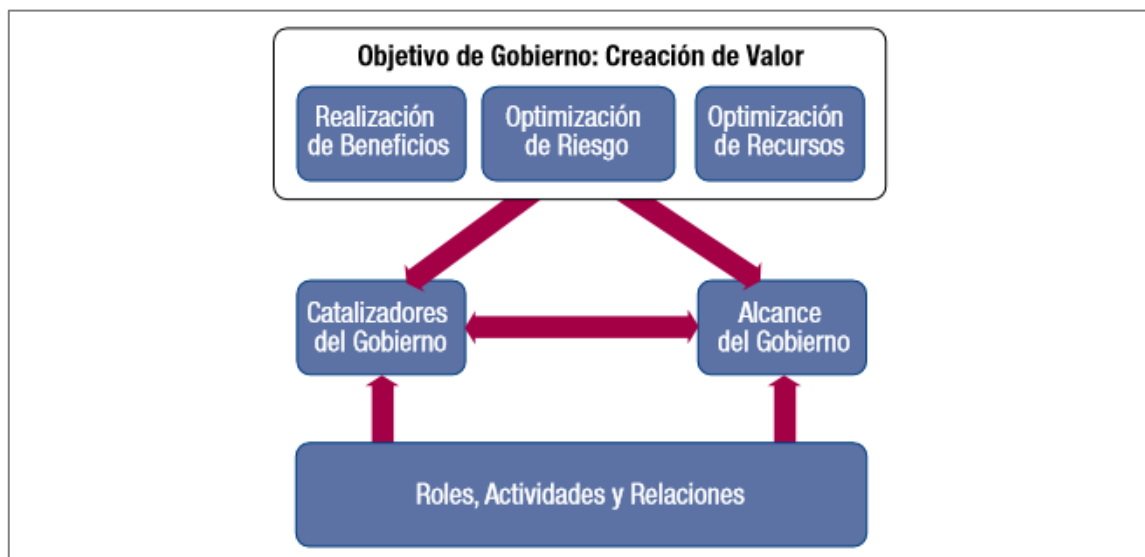 Objetivo de Gobierno: Creación de Valor
Realización
de Beneficios
Optimización
de Riesgo
Optimización
de Recursos
Catalizadores
del Gobierno
Alcance
del Gobierno
Roles, Actividades y Relaciones